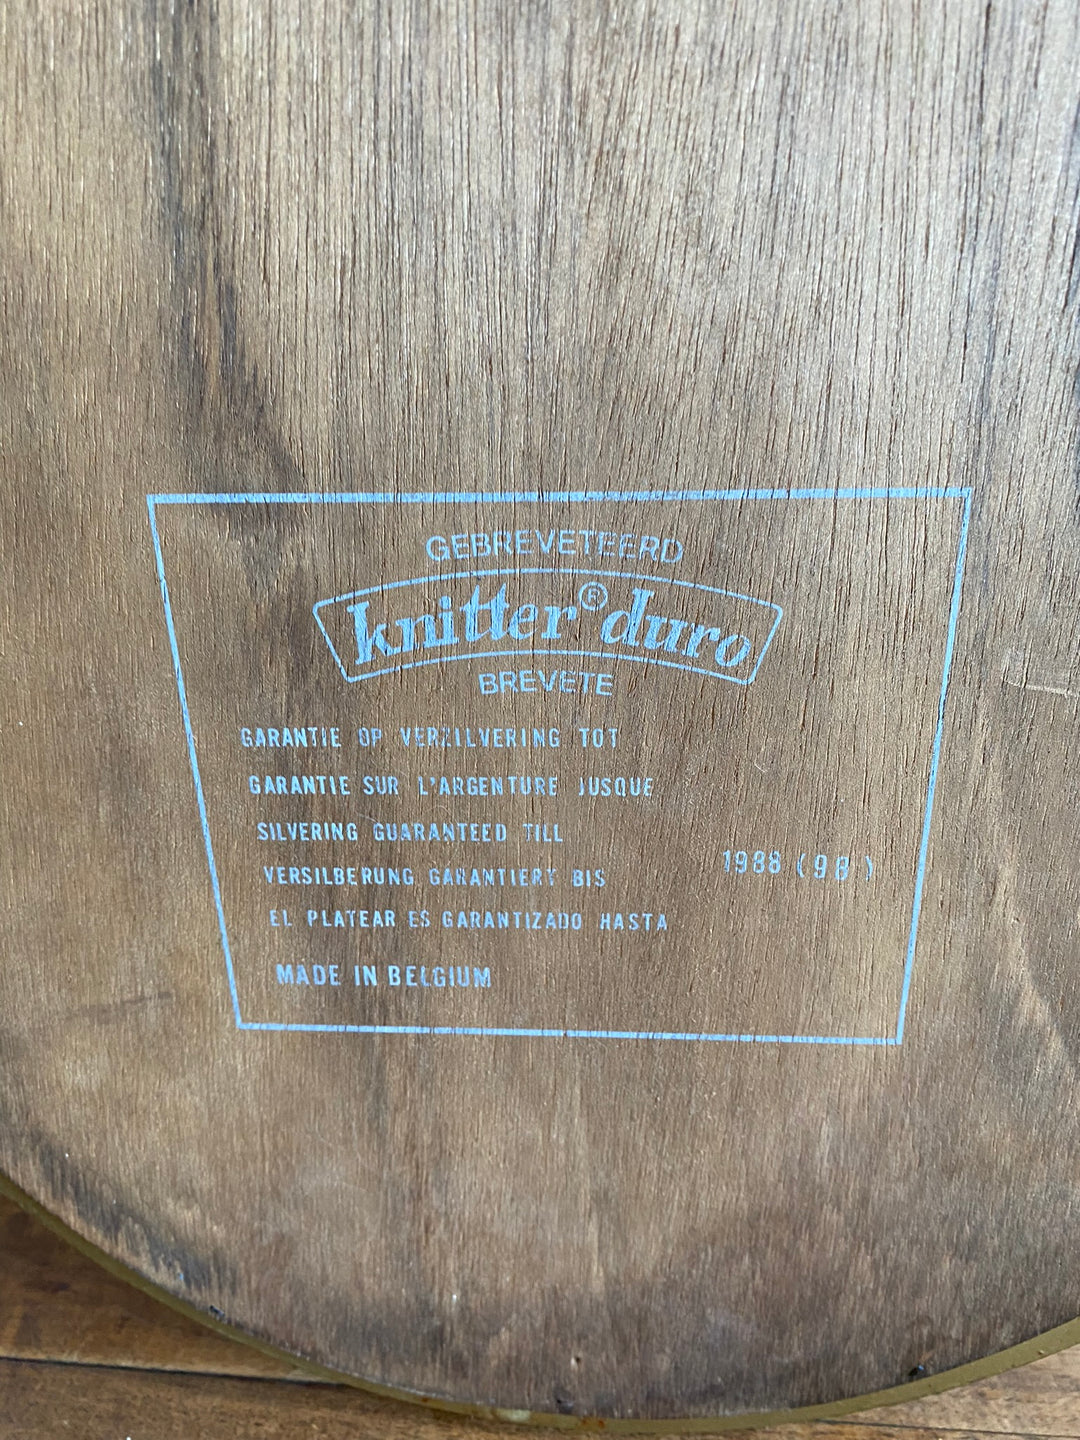 GEBREVETEERD
knitter® duro
BREVETE
GARANTIE OP VERZILVERING TOT
GARANTIE SUR L'ARGENTURE JUSQUE
SILVERING GUARANTEED TILL
VERSILBERUNG GARANTIERT BIS
1988 (98)
EL PLATEAR ES GARANTIZADO HASTA
MADE IN BELGIUM